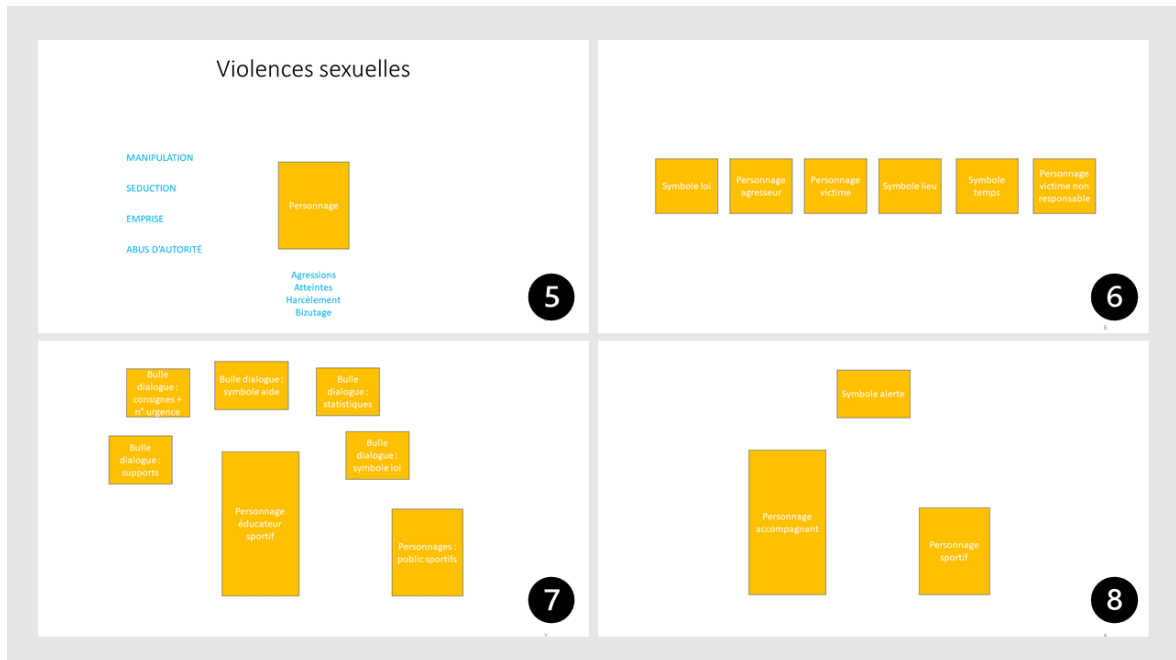 Violences sexuelles
MANIPULATION
SEDUCTION
EMPRISE
ABUS D'AUTORITÉ
Personnage
Agressions
Atteintes
Harcèlement
Bizutage
5
Symbole loi
Personnage
agresseur
Personnage
victime
Symbole lieu
Symbole
temps
Personnage
victime non
responsable
6
6
Bulle
dialogue :
consignes +
n° urgence
Bulle dialogue :
symbole aide
Bulle
dialogue :
statistiques
Bulle
dialogue :
supports
Bulle
dialogue :
symbole loi
Personnage
éducateur
sportif
Personnages :
public sportifs
7
7
Symbole alerte
Personnage
accompagnant
Personnage
sportif
8
8